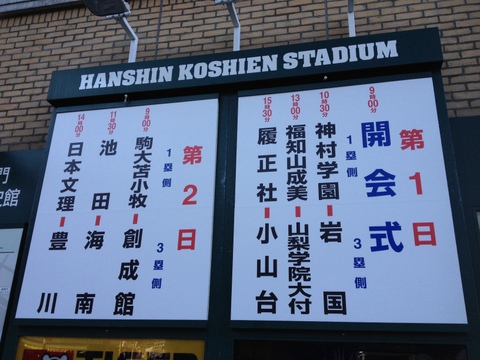 HANSHIN KOSHIEN STADIUM
第1日
開会式
9時00分
1塁側 3塁側
10時30分
神村学園-岩国
13時00分
福知山成美-山梨学院大付
15時30分
履正社-小山台
第2日
1塁側 3塁側
9時00分
駒大苫小牧-創成館
11時30分
池田-海南
14時00分
日本文理-豊川